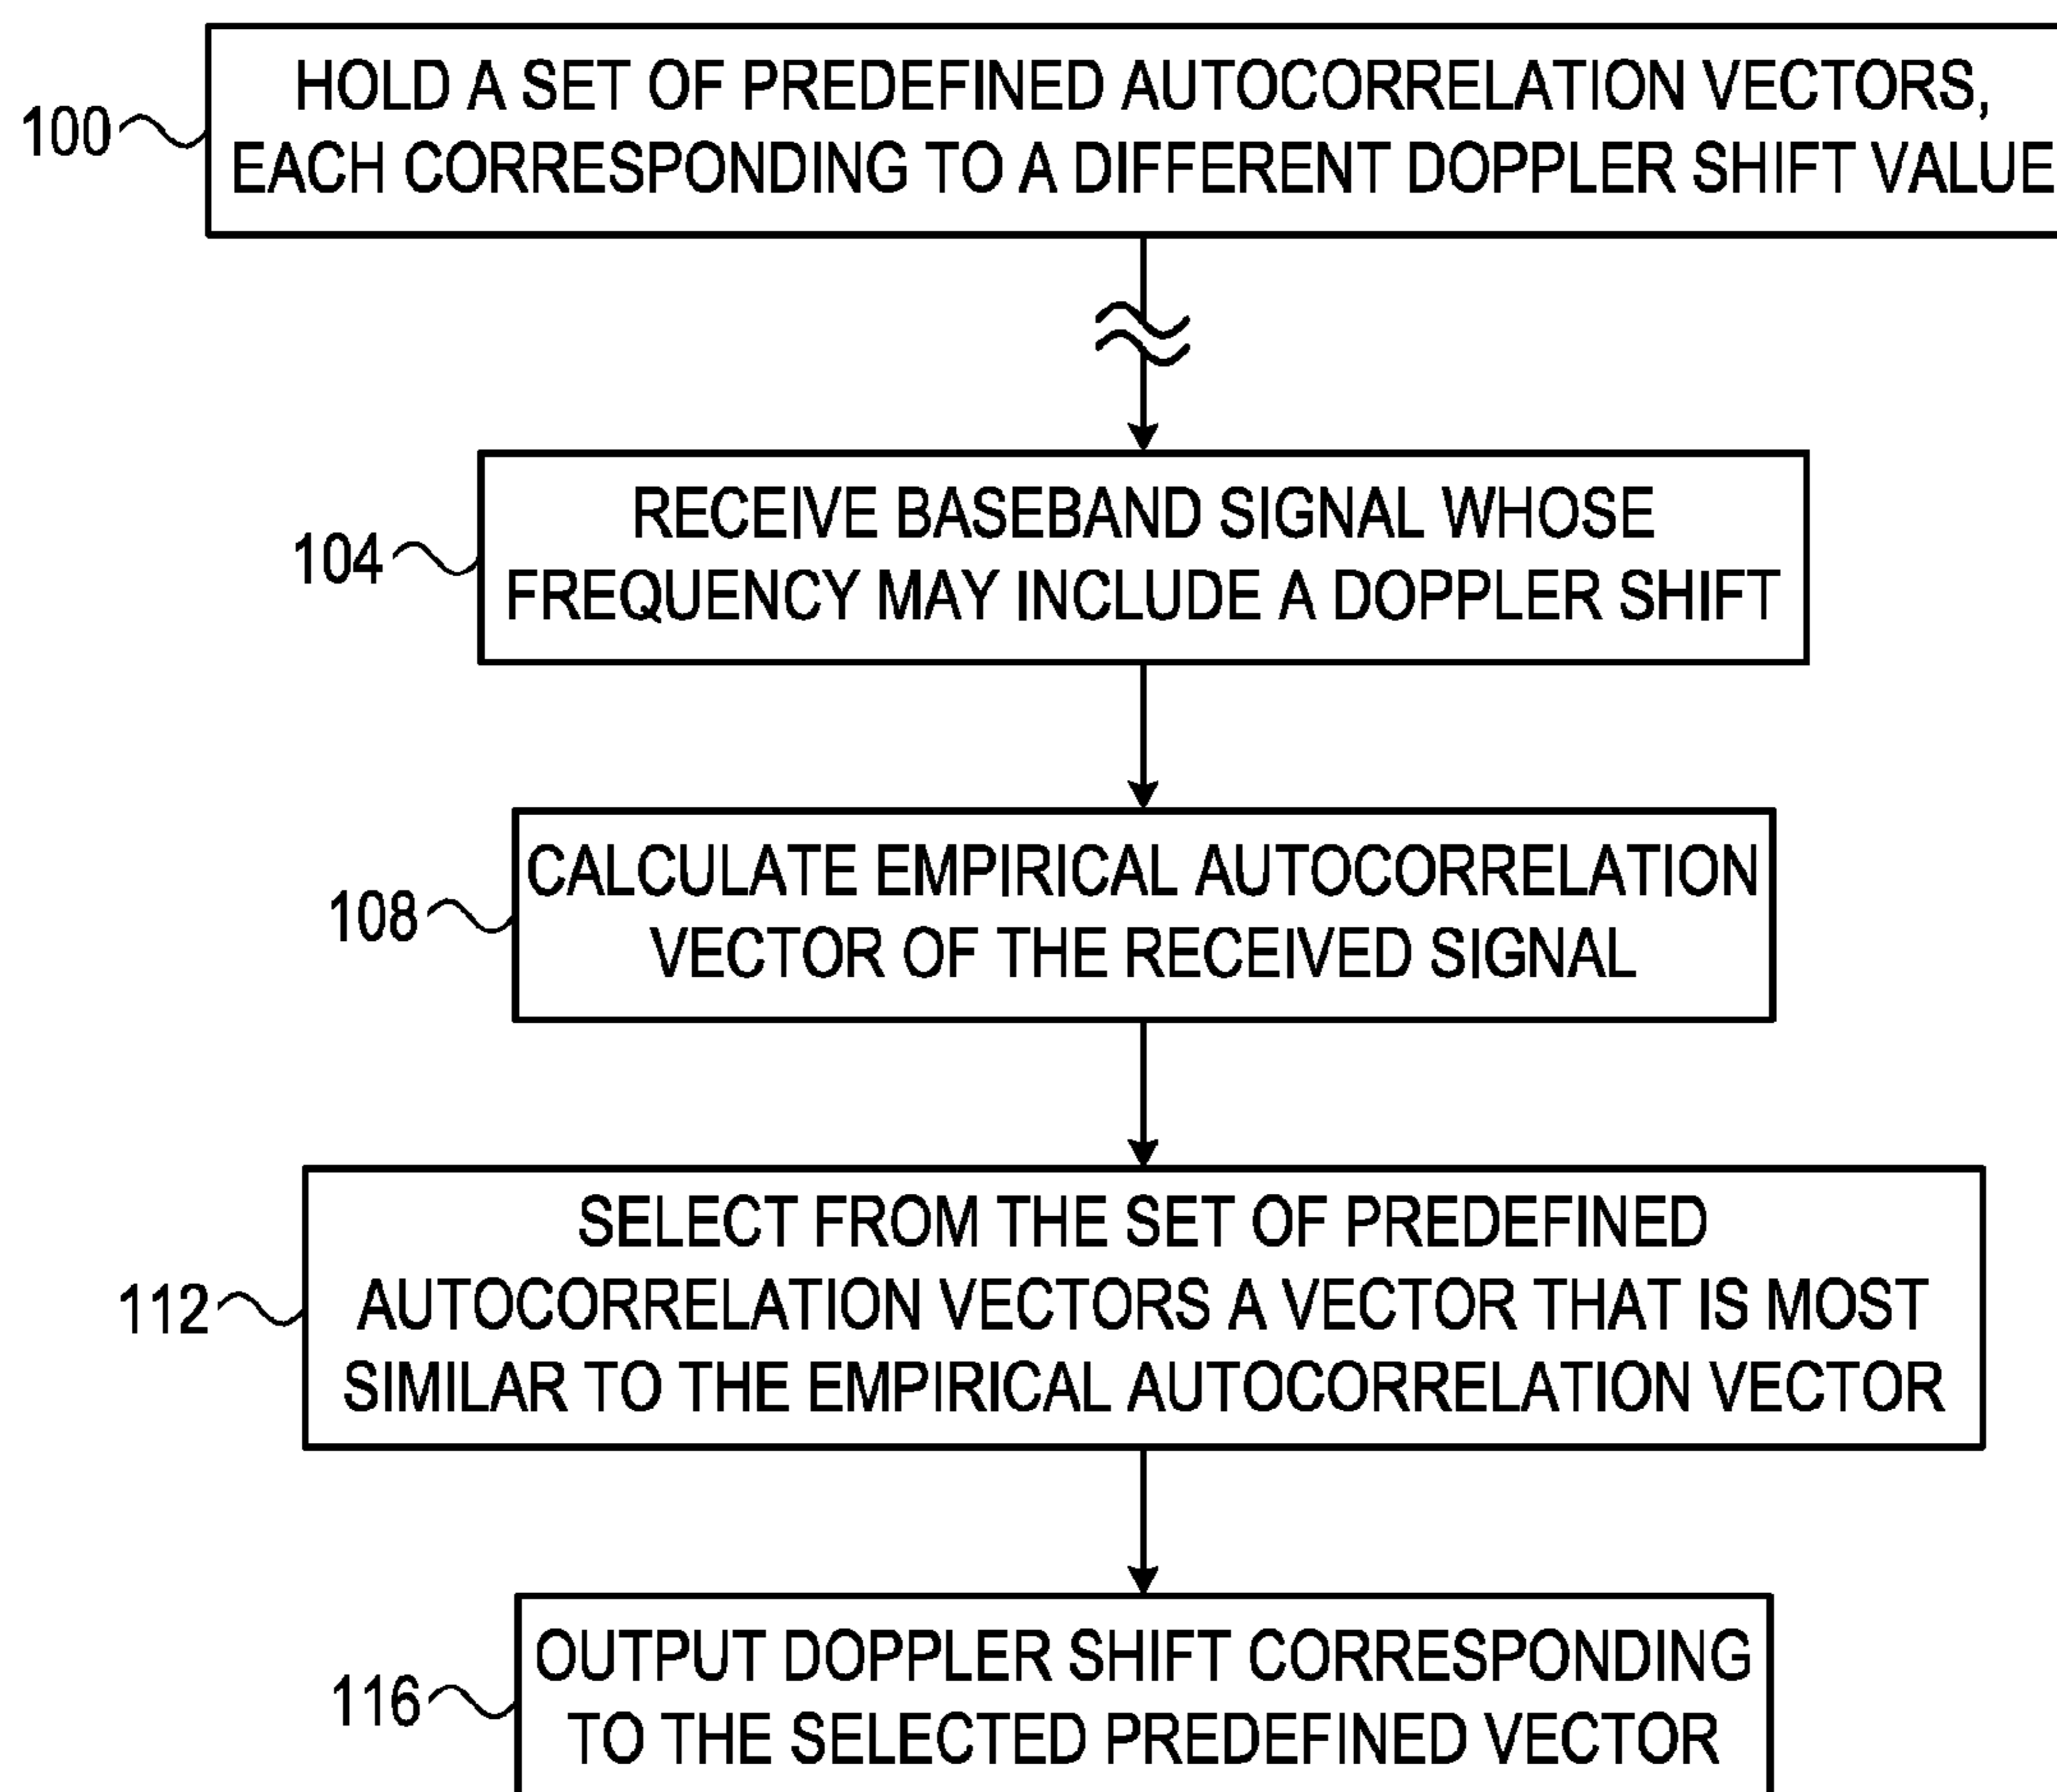 HOLD A SET OF PREDEFINED AUTOCORRELATION VECTORS,
100 EACH CORRESPONDING TO A DIFFERENT DOPPLER SHIFT VALUE
RECEIVE BASEBAND SIGNAL WHOSE
104 FREQUENCY MAY INCLUDE A DOPPLER SHIFT
CALCULATE EMPIRICAL AUTOCORRELATION
108 VECTOR OF THE RECEIVED SIGNAL
SELECT FROM THE SET OF PREDEFINED
112 AUTOCORRELATION VECTORS A VECTOR THAT IS MOST
SIMILAR TO THE EMPIRICAL AUTOCORRELATION VECTOR
OUTPUT DOPPLER SHIFT CORRESPONDING
116 TO THE SELECTED PREDEFINED VECTOR